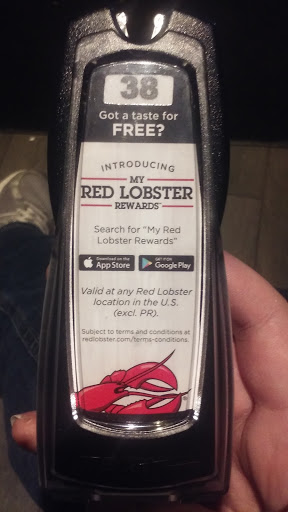 38
Got a taste for
FREE?
INTRODUCING
MY
RED LOBSTER
REWARDS℠
Search for "My Red
Lobster Rewards"
Download on the
App Store
GET IT ON
Google Play
Valid at any Red Lobster
location in the U.S.
(excl. PR).
Subject to terms and conditions at
redlobster.com/terms-conditions.